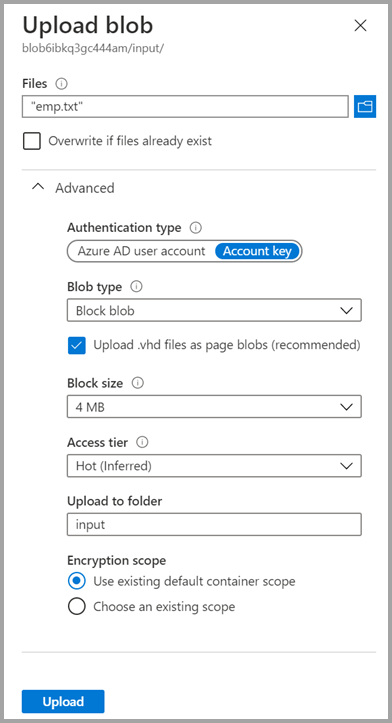 Upload blob
blob6ibkq3gc444am/input/
Files
"emp.txt"
Overwrite if files already exist
Advanced
Authentication type
Azure AD user account Account key
Blob type
Block blob
Upload .vhd files as page blobs (recommended)
Block size
4 MB
Access tier
Hot (Inferred)
Upload to folder
input
Encryption scope
Use existing default container scope
Choose an existing scope
Upload